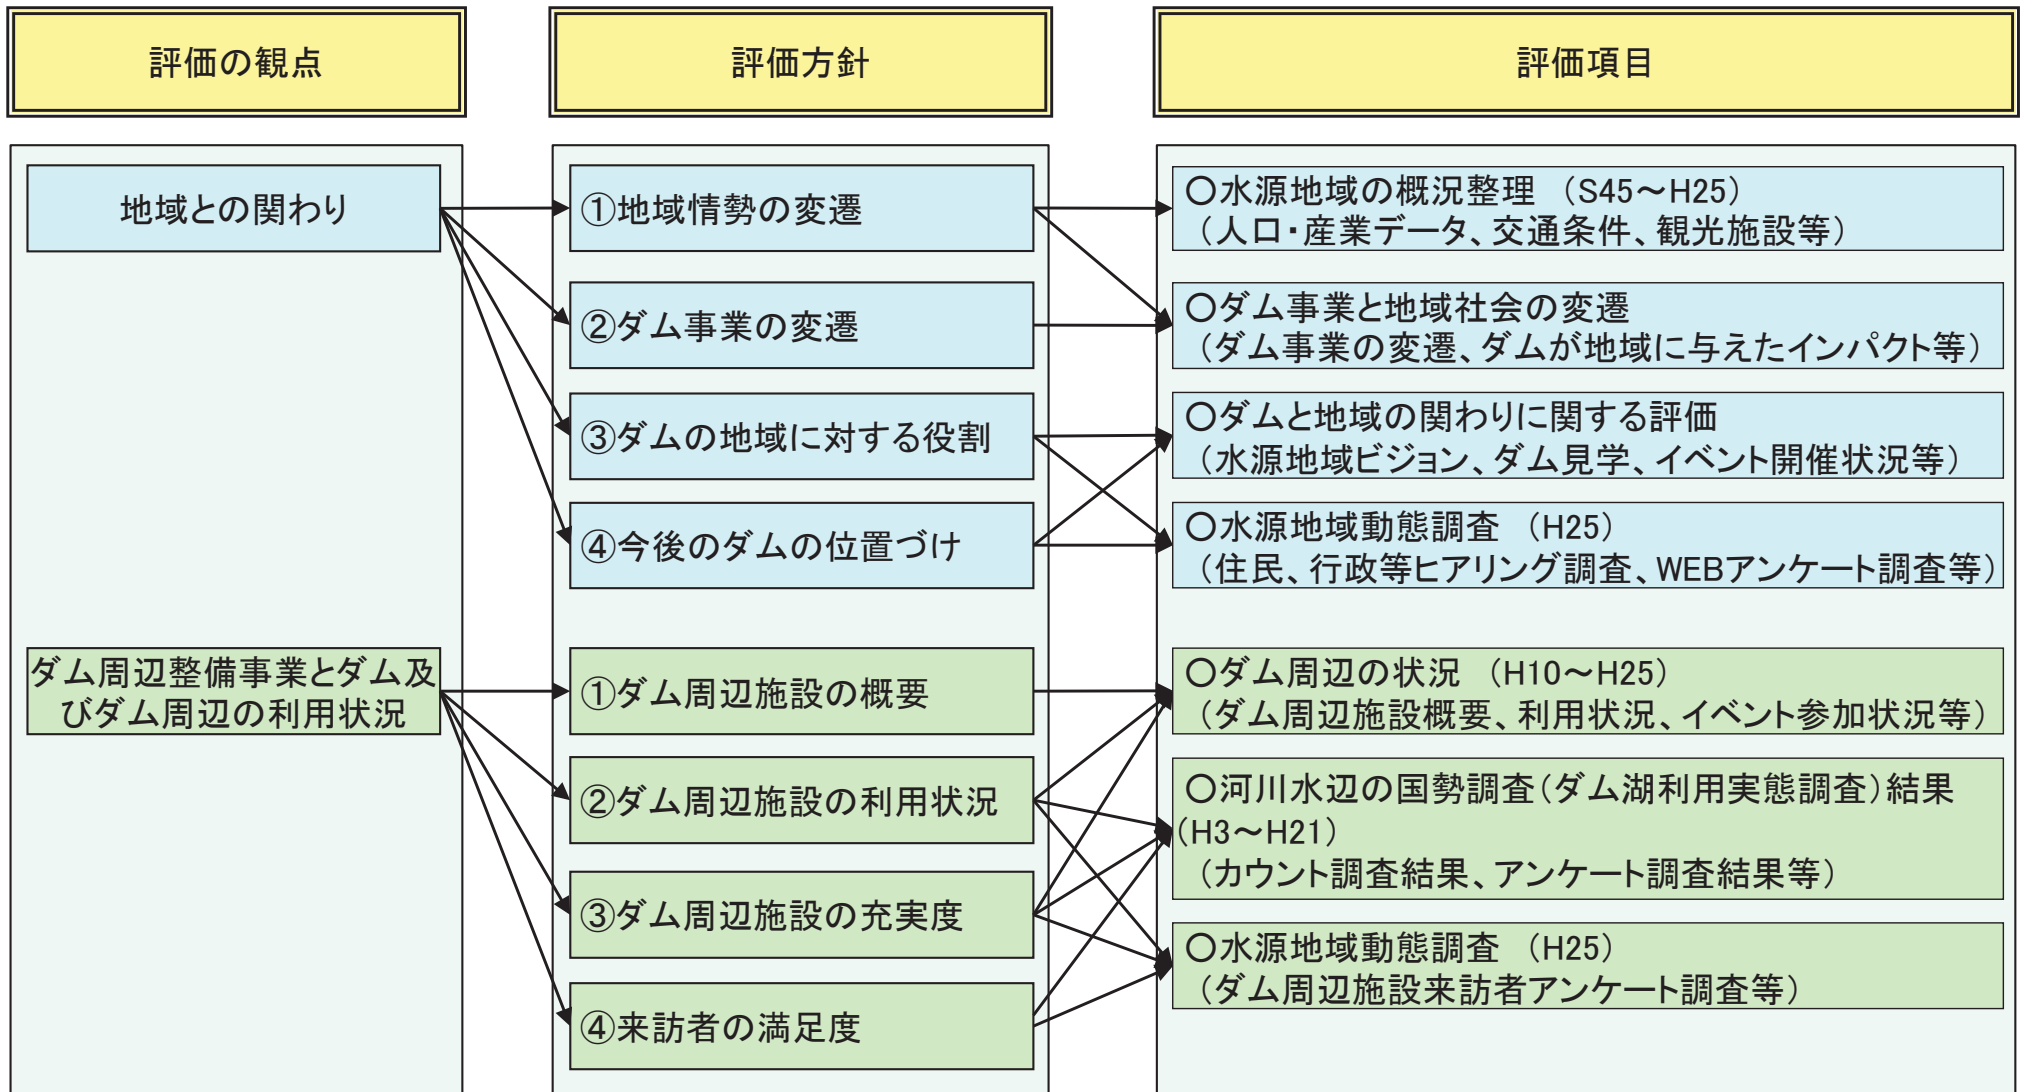 評価の観点
評価方針
評価項目
地域との関わり
①地域情勢の変遷
〇水源地域の概況整理 （S45～H25）
（人口・産業データ、交通条件、観光施設等）
②ダム事業の変遷
〇ダム事業と地域社会の変遷
（ダム事業の変遷、ダムが地域に与えたインパクト等）
③ダムの地域に対する役割
〇ダムと地域の関わりに関する評価
（水源地域ビジョン、ダム見学、イベント開催状況等）
④今後のダムの位置づけ
〇水源地域動態調査 （H25）
（住民、行政等ヒアリング調査、WEBアンケート調査等）
ダム周辺整備事業とダム及
びダム周辺の利用状況
①ダム周辺施設の概要
〇ダム周辺の状況 （H10～H25）
（ダム周辺施設概要、利用状況、イベント参加状況等）
②ダム周辺施設の利用状況
〇河川水辺の国勢調査（ダム湖利用実態調査）結果
（H3～H21）
（カウント調査結果、アンケート調査結果等）
③ダム周辺施設の充実度
〇水源地域動態調査 （H25）
（ダム周辺施設来訪者アンケート調査等）
④来訪者の満足度